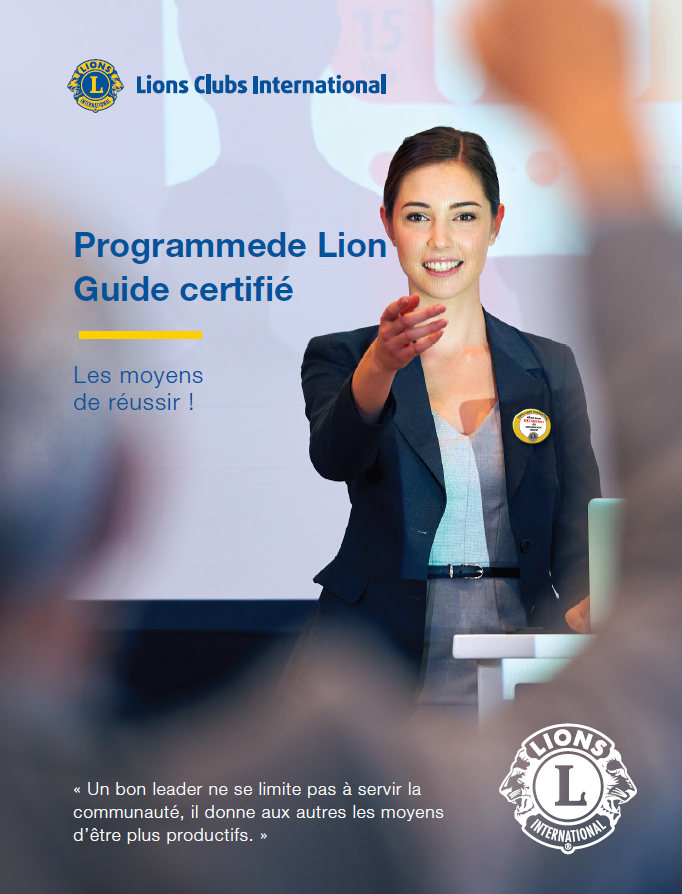 LIONS
L
INTERNATIONAL
Lions Clubs International
15
Programmede Lion
Guide certifié
Les moyens
de réussir !
« Un bon leader ne se limite pas à servir la
communauté, il donne aux autres les moyens
d’être plus productifs. »
LIONS
L
INTERNATIONAL
®